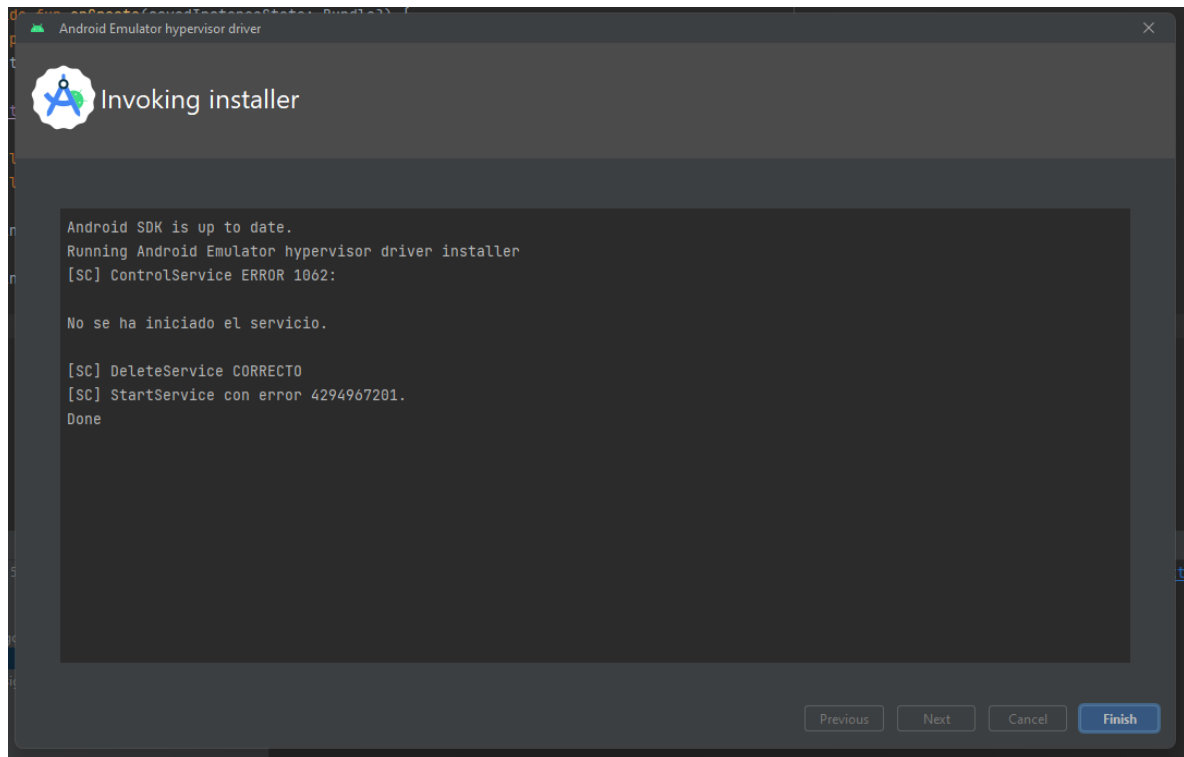 Android Emulator hypervisor driver
Invoking installer
Android SDK is up to date.
Running Android Emulator hypervisor driver installer
[SC] ControlService ERROR 1062:
No se ha iniciado el servicio.
[SC] DeleteService CORRECTO
[SC] StartService con error 4294967201.
Done
Previous
Next
Cancel
Finish